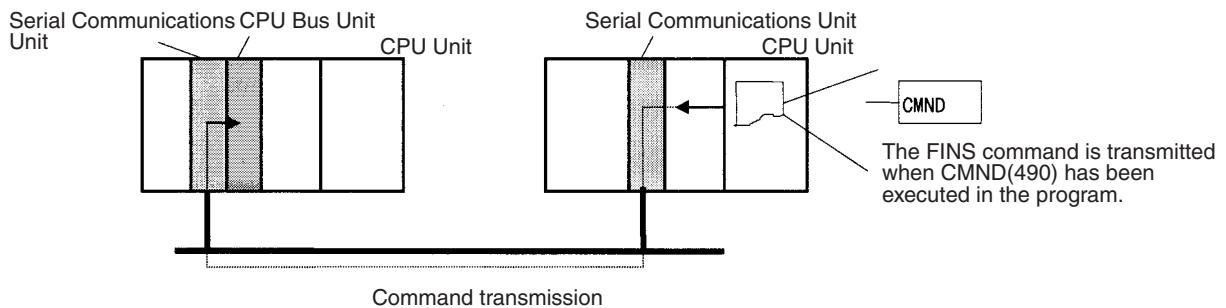 Serial Communications CPU Bus Unit
Unit
CPU Unit
Serial Communications Unit
CPU Unit
CMND
The FINS command is transmitted
when CMND(490) has been
executed in the program.
Command transmission